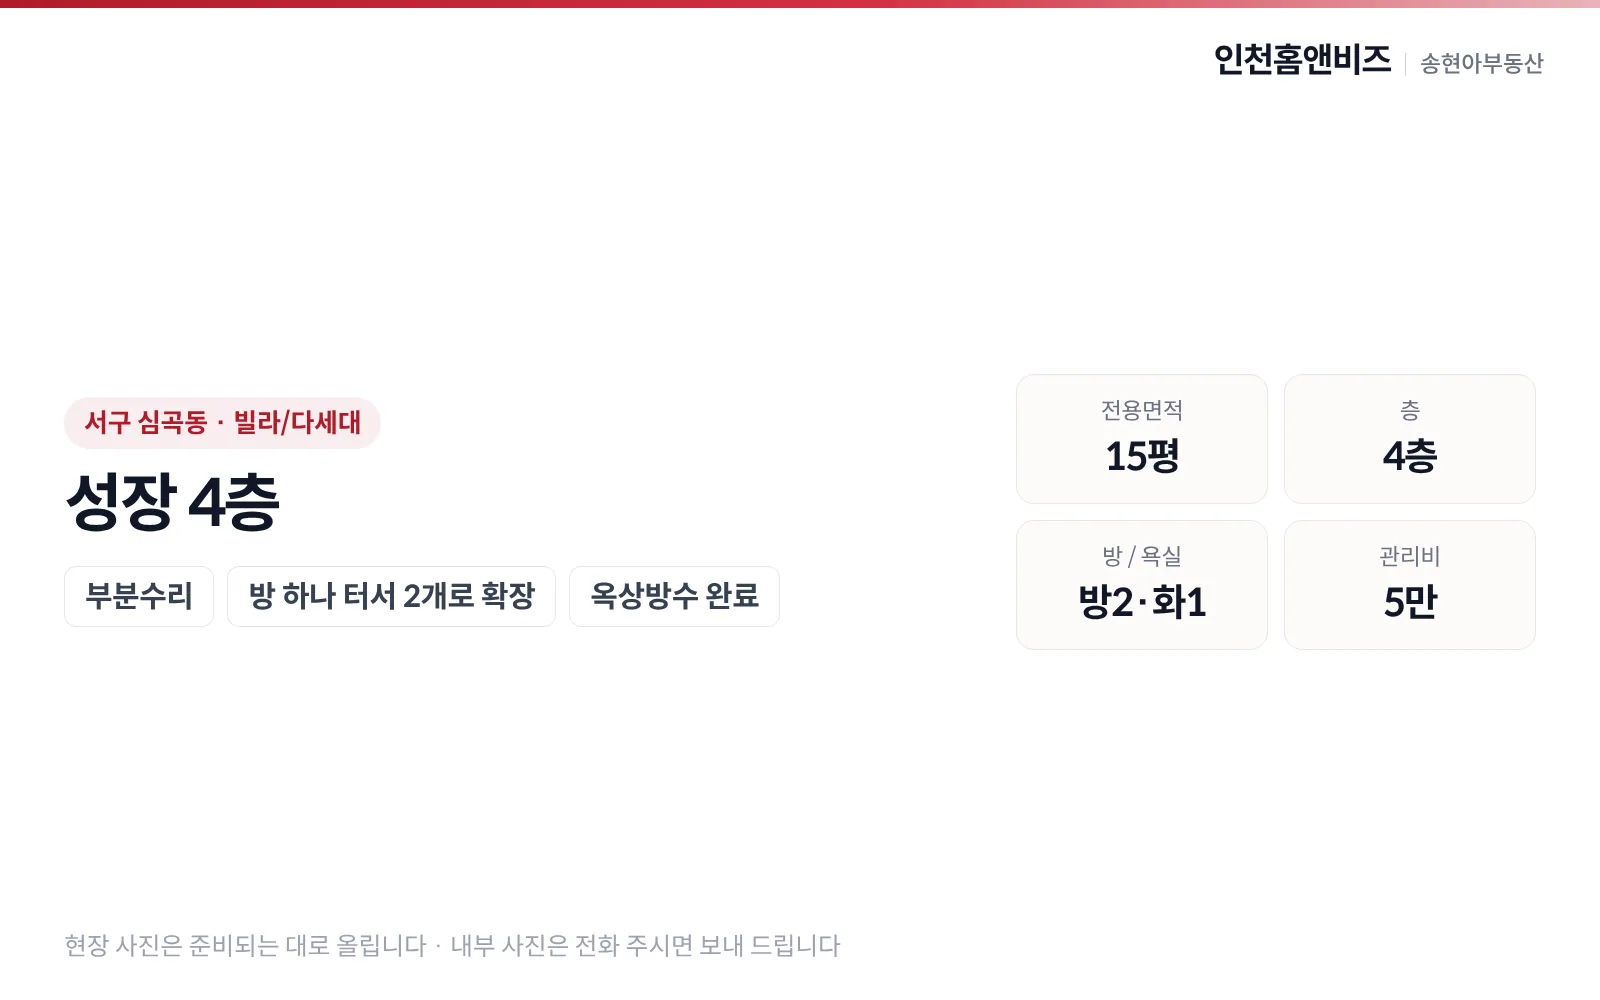 인천홈앤비즈 송현아부동산
서구 심곡동 · 빌라/다세대
성장 4층
부분수리 방 하나 터서 2개로 확장 옥상방수 완료
전용면적
15평
층
4층
방 / 욕실
방2·화1
관리비
5만
현장 사진은 준비되는 대로 올립니다 · 내부 사진은 전화 주시면 보내 드립니다